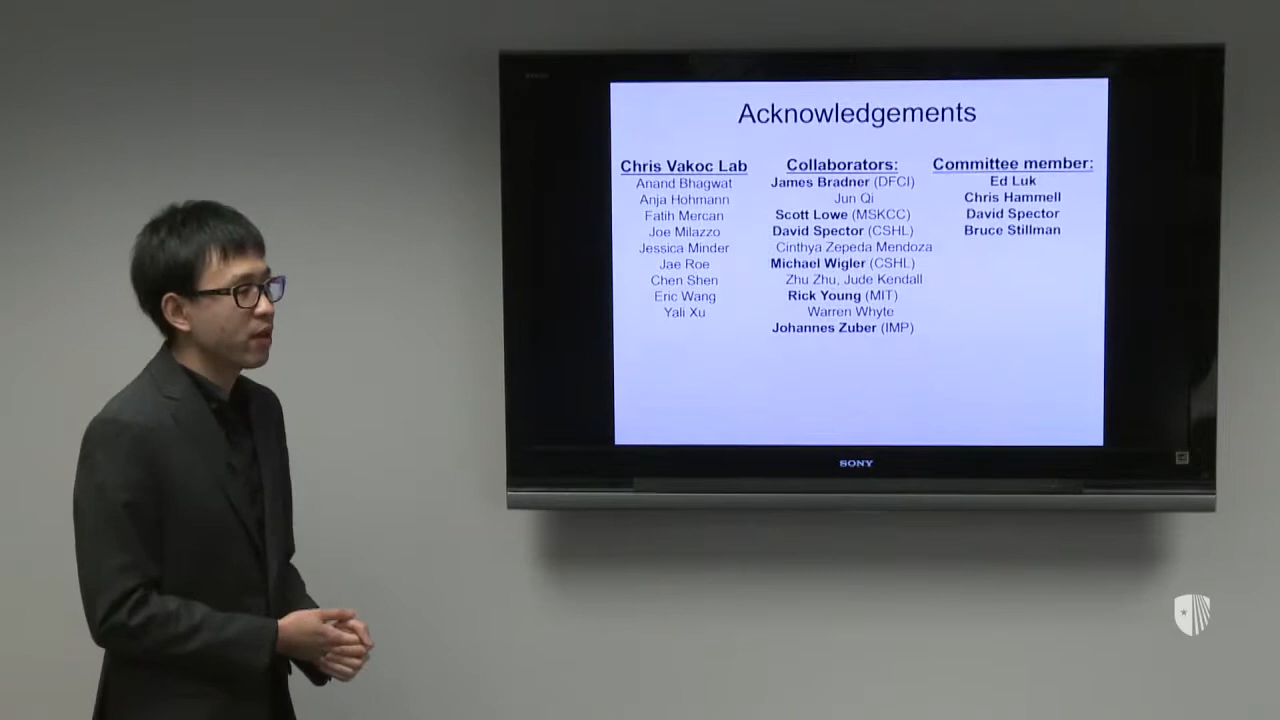 Acknowledgements
Chris Vakoc Lab
Anand Bhagwat
Anja Hohmann
Fatih Mercan
Joe Milazzo
Jessica Minder
Jae Roe
Chen Shen
Eric Wang
Yali Xu
Collaborators:
James Bradner (DFCI)
Jun Qi
Scott Lowe (MSKCC)
David Spector (CSHL)
Cinthya Zepeda Mendoza
Michael Wigler (CSHL)
Zhu Zhu, Jude Kendall
Rick Young (MIT)
Warren Whyte
Johannes Zuber (IMP)
Committee member:
Ed Luk
Chris Hammell
David Spector
Bruce Stillman
SONY